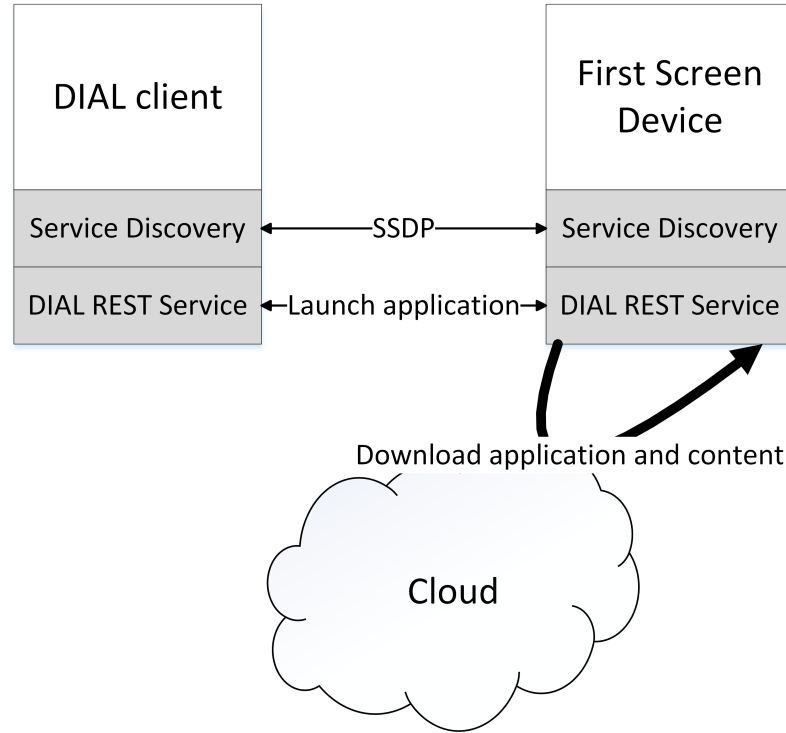 DIAL client
First Screen
Device
Service Discovery
SSDP
Service Discovery
DIAL REST Service
Launch application
DIAL REST Service
Download application and content
Cloud